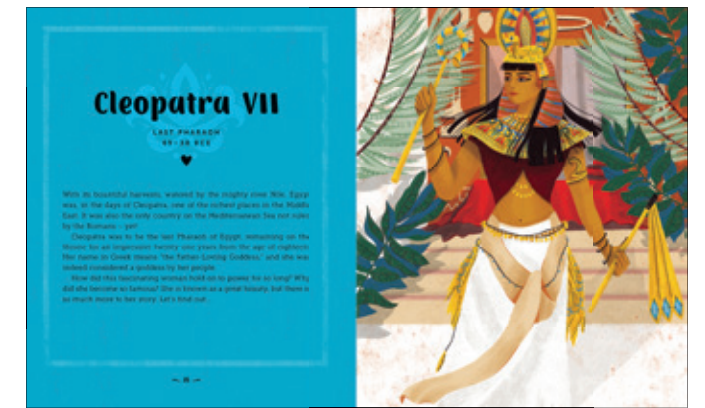 Cleopatra VII
LAST PHARAOH
69–30 BCE
With its bountiful harvests, watered by the mighty river Nile, Egypt
was, in the days of Cleopatra, one of the richest places in the Middle
East. It was also the only country on the Mediterranean Sea not ruled
by the Romans – yet!
Cleopatra was to be the last Pharaoh of Egypt, remaining on the
throne for an impressive twenty-one years from the age of eighteen.
Her name in Greek means "the Father-Loving Goddess," and she was
indeed considered a goddess by her people.
How did this fascinating woman hold on to power for so long? Why
did she become so famous? She is known as a great beauty, but there is
so much more to her story. Let's find out...